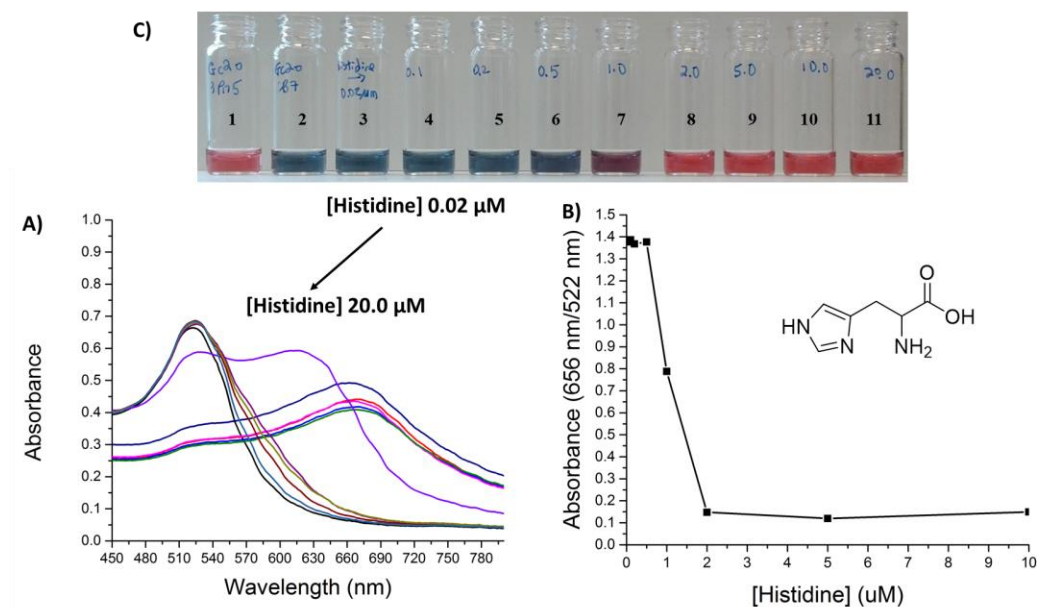 C)
Gc20
3Pn5
Gc20
0.1
0.2
0.5
1.0
2.0
5.0
10.0
20.0
1
2
3
4
5
6
7
8
9
10
11
A)
[Histidine] 0.02 µM
[Histidine] 20.0 µM
1.0
0.9
0.8
0.7
0.6
0.5
0.4
0.3
0.2
0.1
0.0
Absorbance
450 480 510 540 570 600 630 660 690 720 750 780
Wavelength (nm)
B)
1.5
1.4
1.3
1.2
1.1
1.0
0.9
0.8
0.7
0.6
0.5
0.4
0.3
0.2
0.1
0.0
Absorbance (656 nm/522 nm)
O
OH
HN
N
NH₂
0 1 2 3 4 5 6 7 8 9 10
[Histidine] (uM)